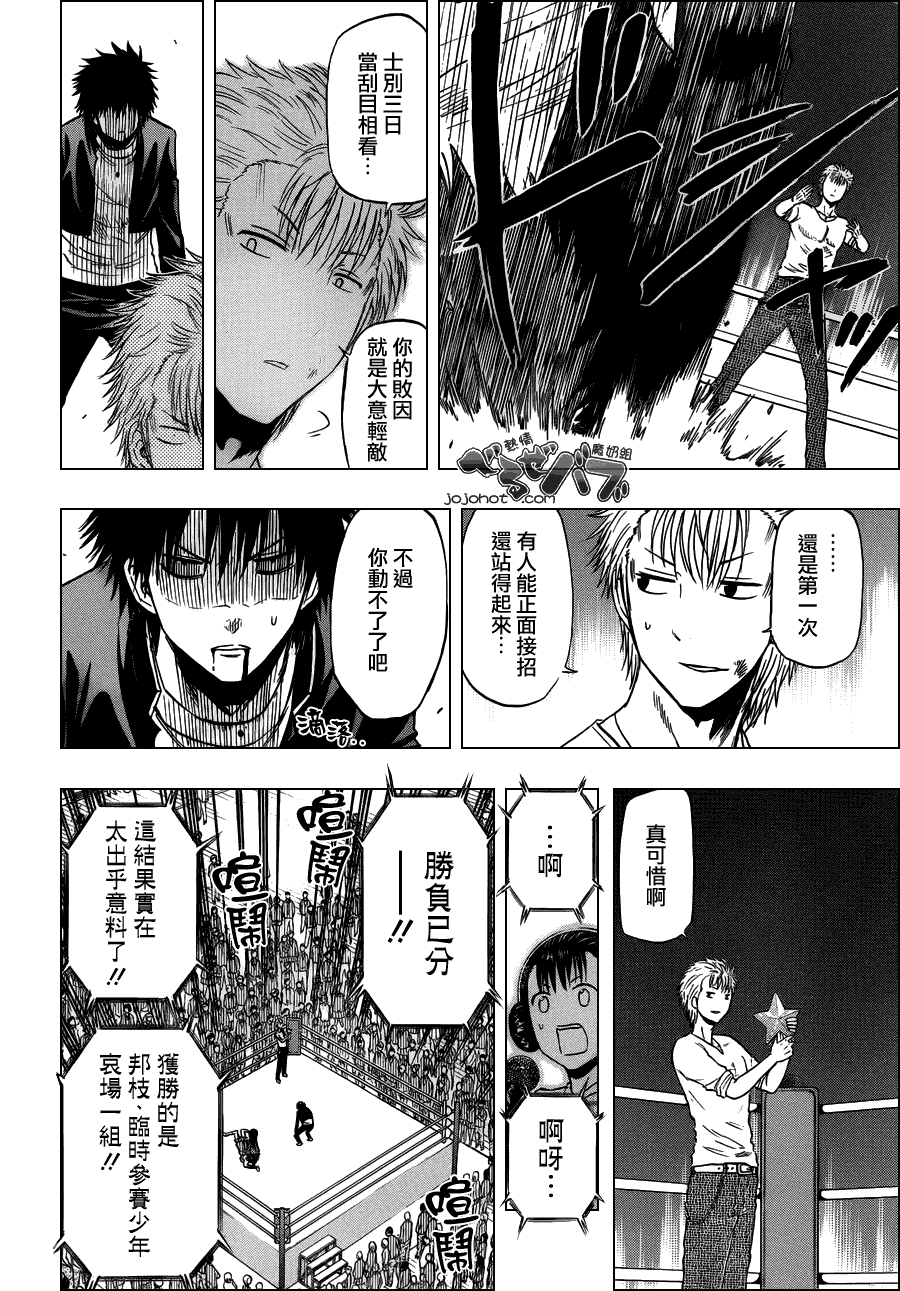 ドドン
士別三日
當刮目相看…
你的敗因
就是大意輕敵
熱情
魔奶組
べるぜバブ
jojohot .com
……
還是第一次
有人能正面接招
還站得起來…
不過
你動不了了吧
滴落..
真可惜啊
…啊
啊呀…
勝負已分
——!!
喧鬧
喧鬧
喧鬧
這結果實在
太出乎意料了!!
獲勝的是
邦枝、臨時參賽少年
哀場一組!!